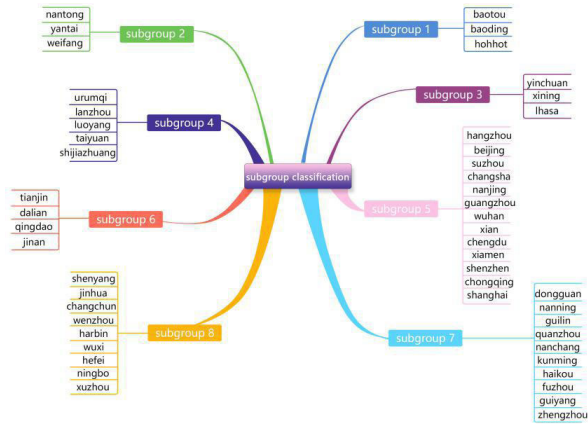 nantong
yantai
weifang
subgroup 2
subgroup 1
baotou
baoding
hohhot
subgroup 3
yinchuan
xining
lhasa
urumqi
lanzhou
luoyang
taiyuan
shijiazhuang
subgroup 4
subgroup classification
subgroup 5
hangzhou
beijing
suzhou
changsha
nanjing
guangzhou
wuhan
xian
chengdu
xiamen
shenzhen
chongqing
shanghai
tianjin
dalian
qingdao
jinan
subgroup 6
shenyang
jinhua
changchun
wenzhou
harbin
wuxi
hefei
ningbo
xuzhou
subgroup 8
subgroup 7
dongguan
nanning
guilin
quanzhou
nanchang
kunming
haikou
fuzhou
guiyang
zhengzhou